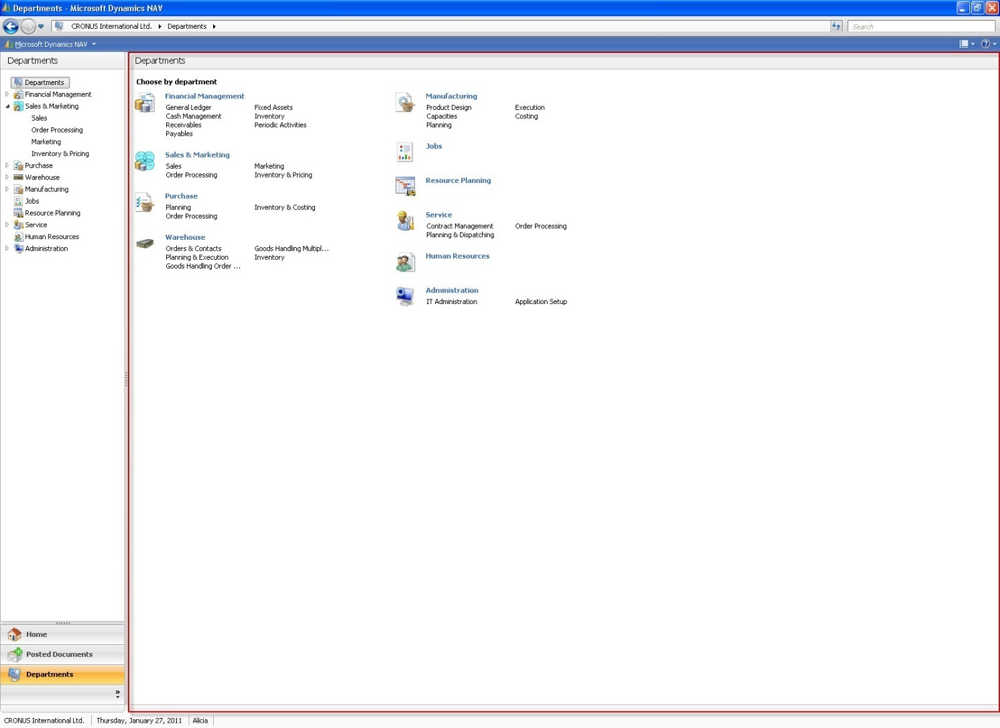 Departments - Microsoft Dynamics NAV
CRONUS International Ltd. Departments
Search
Microsoft Dynamics NAV
Departments
Departments
Financial Management
Sales & Marketing
Sales
Order Processing
Marketing
Inventory & Pricing
Purchase
Warehouse
Manufacturing
Jobs
Resource Planning
Service
Human Resources
Administration
Home
Posted Documents
Departments
Departments
Choose by department
Financial Management
General Ledger Fixed Assets
Cash Management Inventory
Receivables Periodic Activities
Payables
Sales & Marketing
Sales Marketing
Order Processing Inventory & Pricing
Purchase
Planning Inventory & Costing
Order Processing
Warehouse
Orders & Contacts Goods Handling Multipl...
Planning & Execution Inventory
Goods Handling Order ...
Manufacturing
Product Design Execution
Capacities Costing
Planning
Jobs
Resource Planning
Service
Contract Management Order Processing
Planning & Dispatching
Human Resources
Administration
IT Administration Application Setup
CRONUS International Ltd. Thursday, January 27, 2011 Alicia